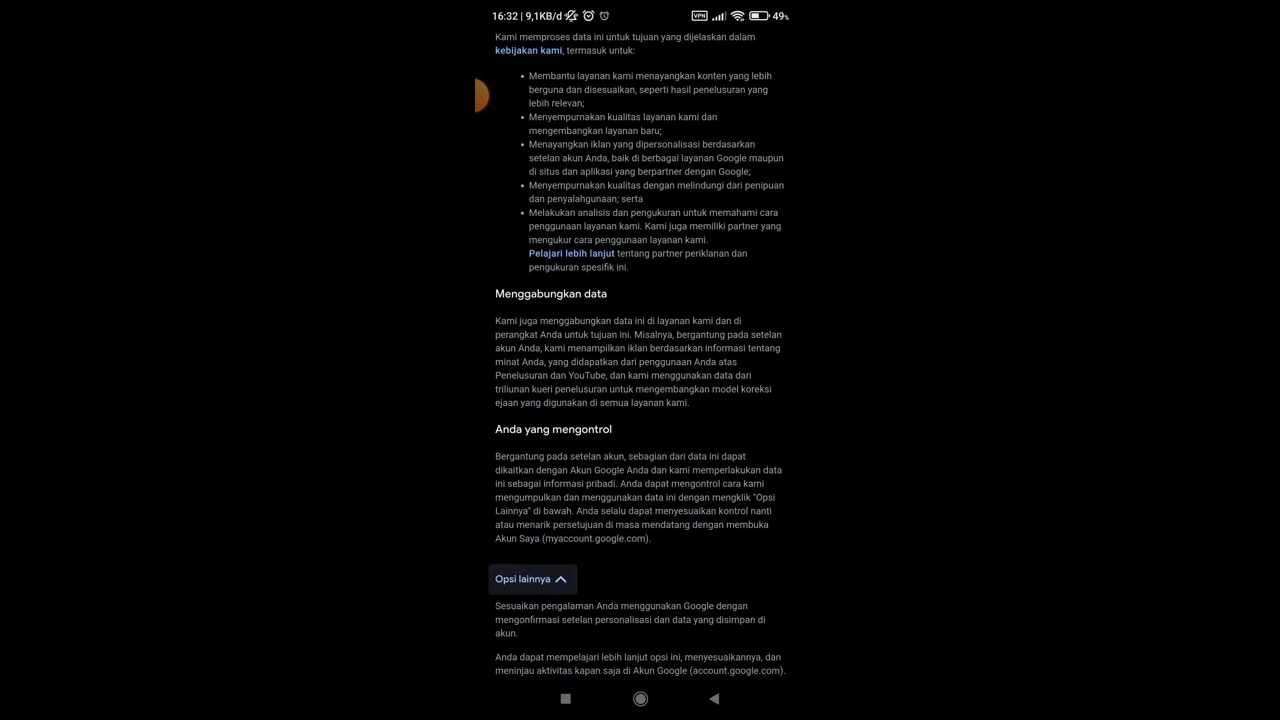 16:32 | 9,1KB/d
VPN 49%
Kami memproses data ini untuk tujuan yang dijelaskan dalam
kebijakan kami, termasuk untuk:
• Membantu layanan kami menayangkan konten yang lebih
berguna dan disesuaikan, seperti hasil penelusuran yang
lebih relevan;
• Menyempurnakan kualitas layanan kami dan
mengembangkan layanan baru;
• Menayangkan iklan yang dipersonalisasi berdasarkan
setelan akun Anda, baik di berbagai layanan Google maupun
di situs dan aplikasi yang berpartner dengan Google;
• Menyempurnakan kualitas dengan melindungi dari penipuan
dan penyalahgunaan; serta
• Melakukan analisis dan pengukuran untuk memahami cara
penggunaan layanan kami. Kami juga memiliki partner yang
mengukur cara penggunaan layanan kami.
Pelajari lebih lanjut tentang partner periklanan dan
pengukuran spesifik ini.
Menggabungkan data
Kami juga menggabungkan data ini di layanan kami dan di
perangkat Anda untuk tujuan ini. Misalnya, bergantung pada setelan
akun Anda, kami menampilkan iklan berdasarkan informasi tentang
minat Anda, yang didapatkan dari penggunaan Anda atas
Penelusuran dan YouTube, dan kami menggunakan data dari
triliunan kueri penelusuran untuk mengembangkan model koreksi
ejaan yang digunakan di semua layanan kami.
Anda yang mengontrol
Bergantung pada setelan akun, sebagian dari data ini dapat
dikaitkan dengan Akun Google Anda dan kami memperlakukan data
ini sebagai informasi pribadi. Anda dapat mengontrol cara kami
mengumpulkan dan menggunakan data ini dengan mengklik "Opsi
Lainnya" di bawah. Anda selalu dapat menyesuaikan kontrol nanti
atau menarik persetujuan di masa mendatang dengan membuka
Akun Saya (myaccount.google.com).
Opsi lainnya
Sesuaikan pengalaman Anda menggunakan Google dengan
mengonfirmasi setelan personalisasi dan data yang disimpan di
akun.
Anda dapat mempelajari lebih lanjut opsi ini, menyesuaikannya, dan
meninjau aktivitas kapan saja di Akun Google (account.google.com).